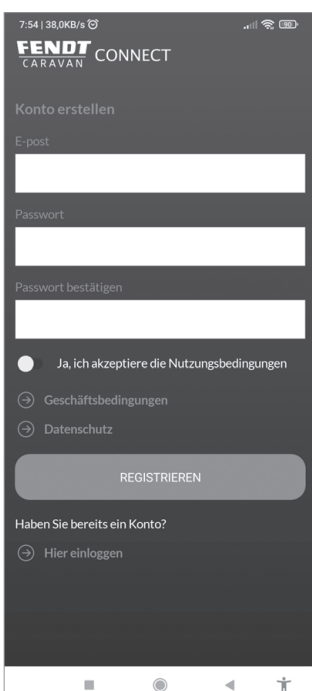 7:54 | 38,0KB/s
90
FENDT
CARAVAN CONNECT
Konto erstellen
E-post
Passwort
Passwort bestätigen
Ja, ich akzeptiere die Nutzungsbedingungen
Geschäftsbedingungen
Datenschutz
REGISTRIEREN
Haben Sie bereits ein Konto?
Hier einloggen